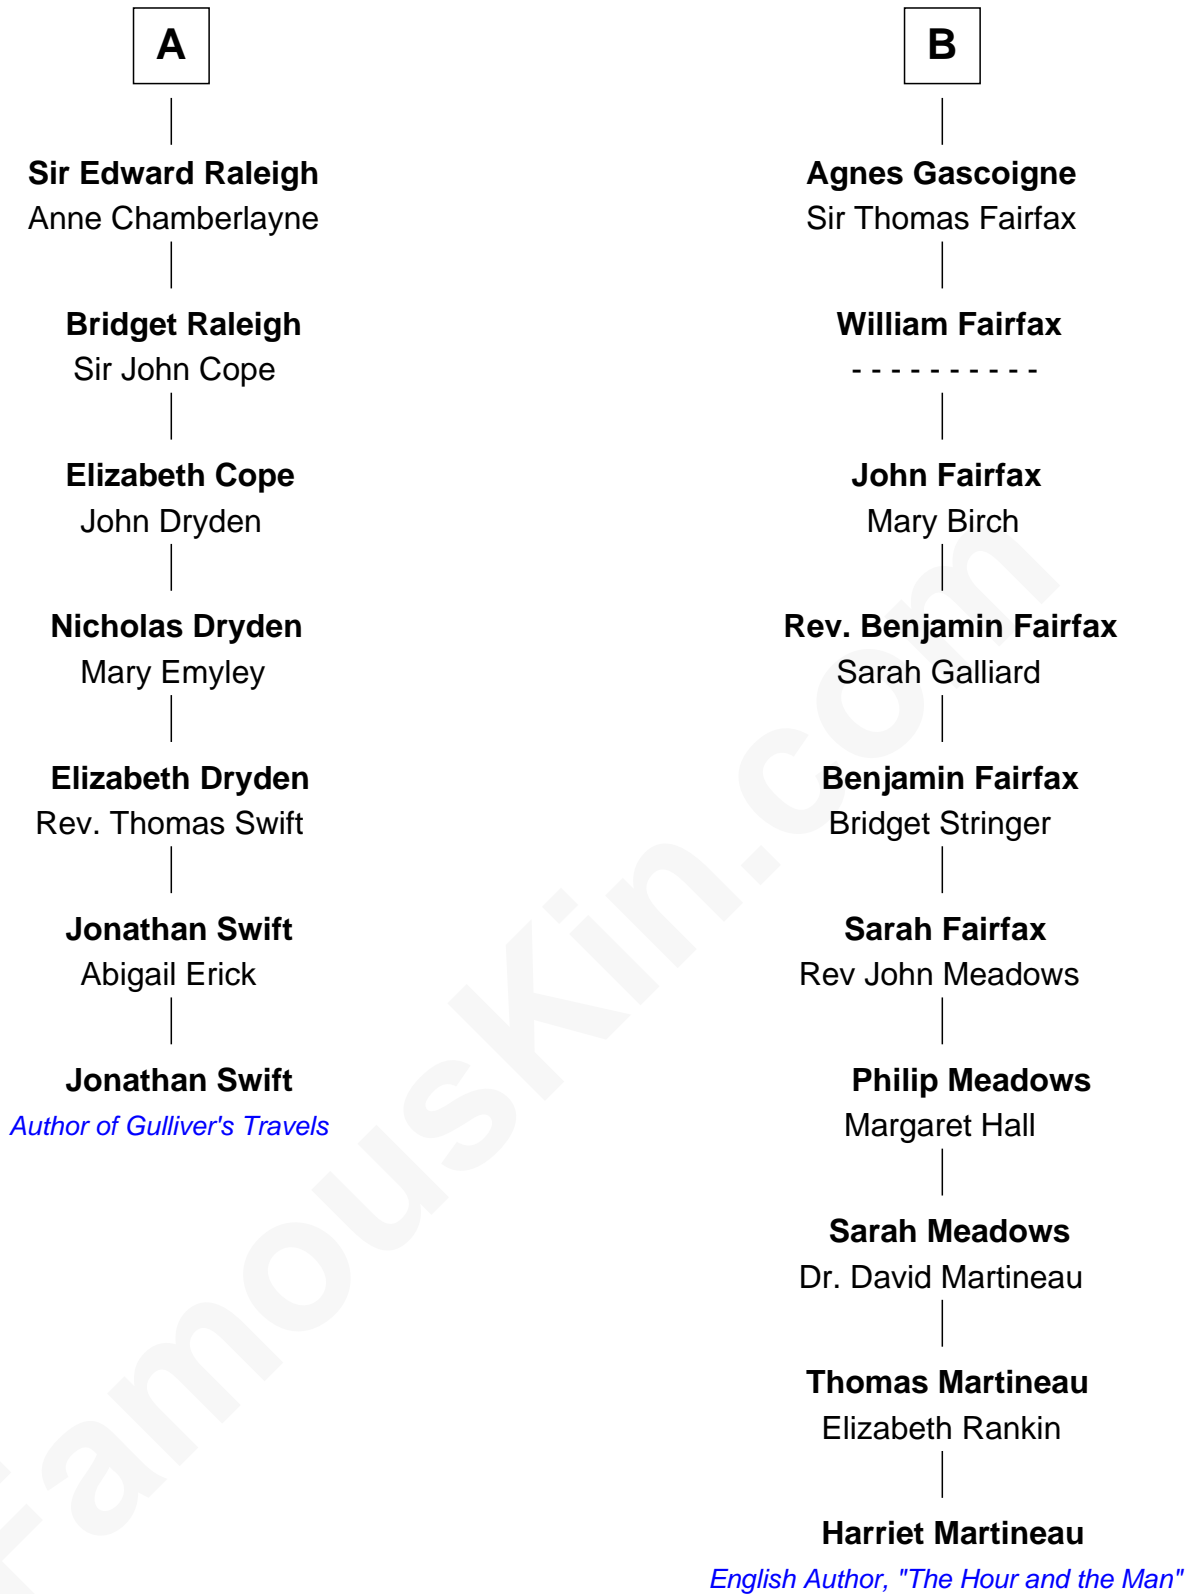 A
Sir Edward Raleigh
Anne Chamberlayne
Bridget Raleigh
Sir John Cope
Elizabeth Cope
John Dryden
Nicholas Dryden
Mary Emyley
Elizabeth Dryden
Rev. Thomas Swift
Jonathan Swift
Abigail Erick
Jonathan Swift
Author of Gulliver's Travels
B
Agnes Gascoigne
Sir Thomas Fairfax
William Fairfax
- - - - - - - - - -
John Fairfax
Mary Birch
Rev. Benjamin Fairfax
Sarah Galliard
Benjamin Fairfax
Bridget Stringer
Sarah Fairfax
Rev John Meadows
Philip Meadows
Margaret Hall
Sarah Meadows
Dr. David Martineau
Thomas Martineau
Elizabeth Rankin
Harriet Martineau
English Author, "The Hour and the Man"
FamousKin.com